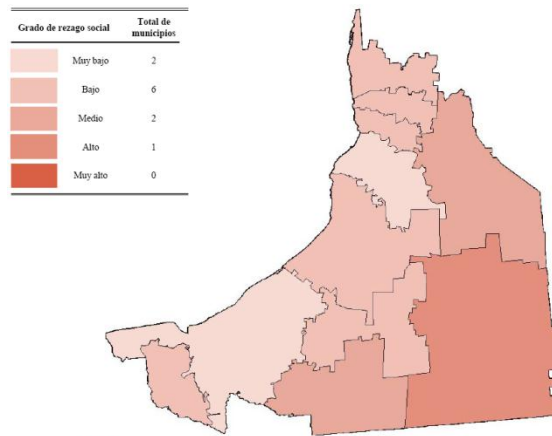 Grado de rezago social Total de municipios
Muy bajo 2
Bajo 6
Medio 2
Alto 1
Muy alto 0